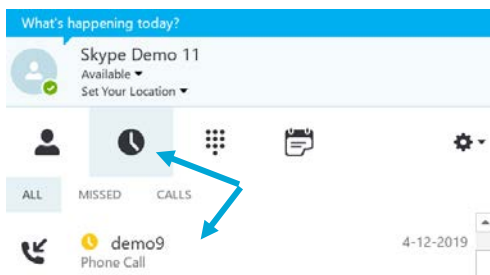 What's happening today?
Skype Demo 11
Available
Set Your Location
ALL MISSED CALLS
demo9 4-12-2019
Phone Call